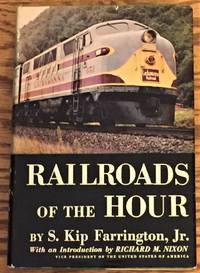 RAILROADS
OF THE HOUR
BY S. Kip Farrington, Jr.
With an Introduction by RICHARD M. NIXON
VICE PRESIDENT OF THE UNITED STATES OF AMERICA